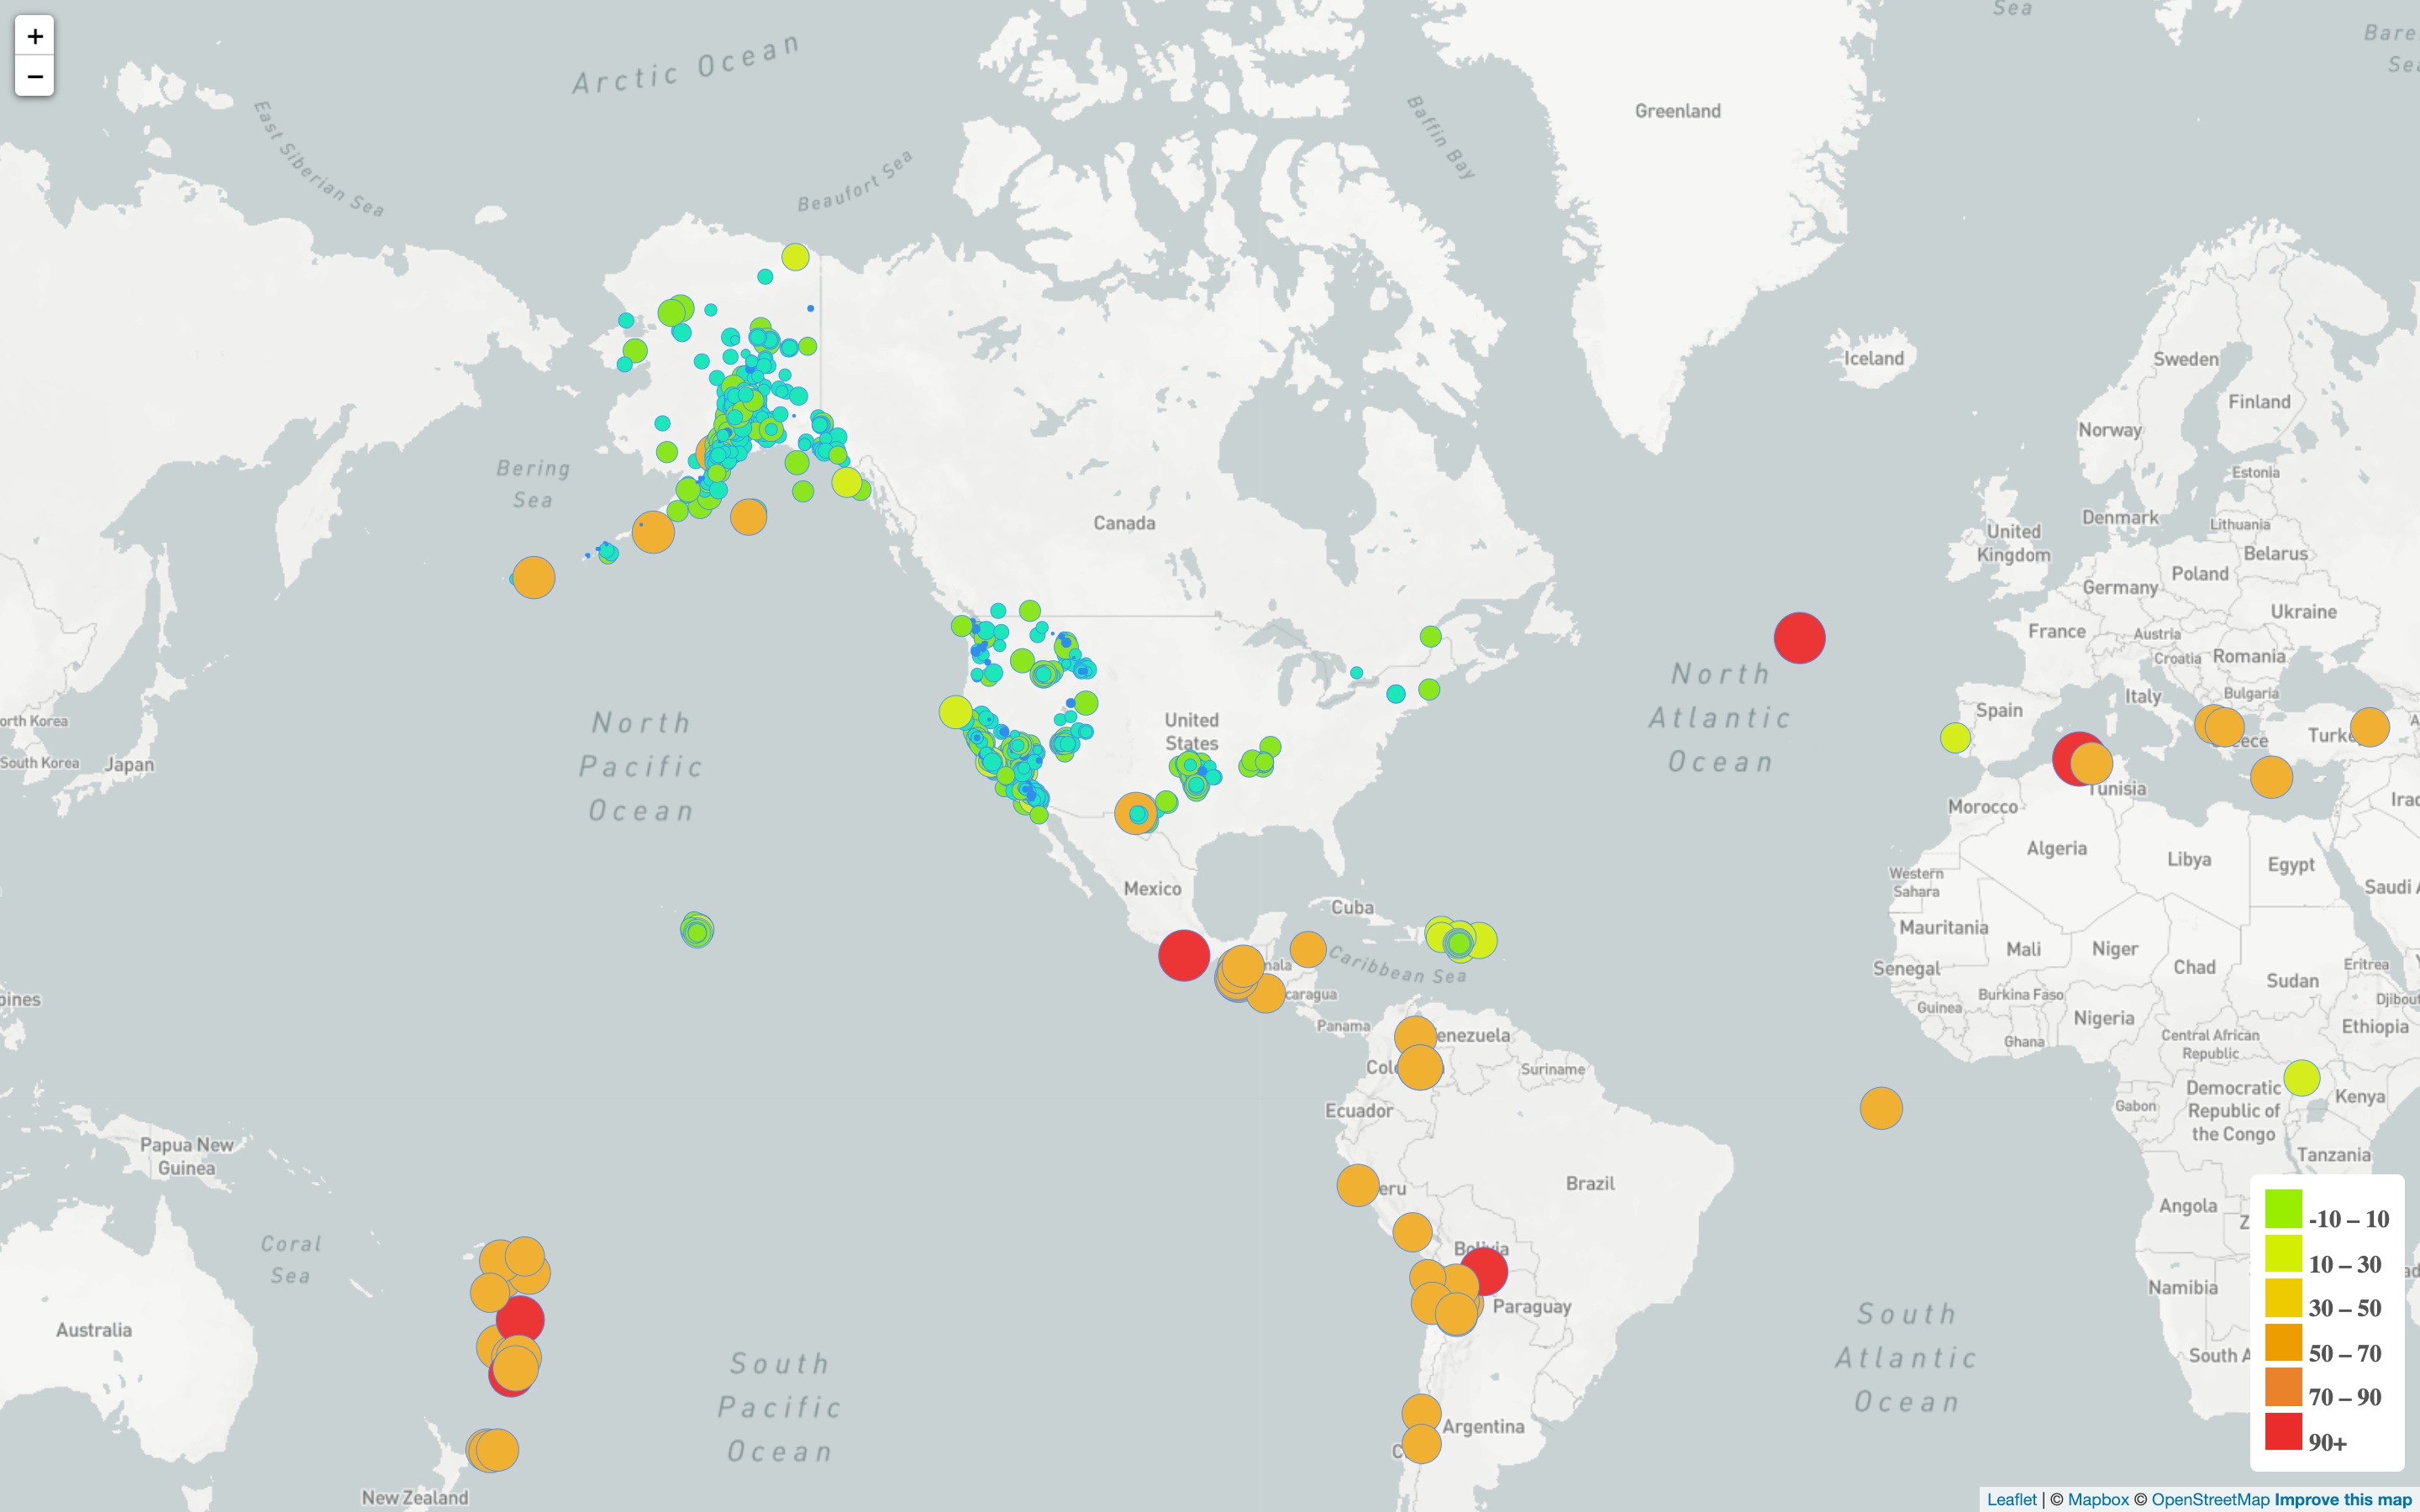 +
−
Arctic Ocean
Sea
Bare
Sea
East Siberian Sea
Beaufort Sea
Baffin Bay
Greenland
Iceland
Sweden
Finland
Norway
Bering
Sea
Estonia
Canada
Denmark
Lithuania
United
Kingdom
Belarus
Poland
Germany
Ukraine
France
Austria
Croatia
Romania
North
Atlantic
Ocean
Italy
Bulgaria
Spain
orth Korea
North
Pacific
Ocean
United
States
eece
Turke
South Korea
Japan
Tunisia
Morocco
Iraq
Algeria
Libya
Egypt
Western
Sahara
Mexico
Cuba
Saudi A
Mauritania
Mali
Niger
Chad
Sudan
Eritrea
Caribbean Sea
Senegal
nala
caragua
Burkina Faso
Guinea
Djibout
pines
Panama
Nigeria
Ethiopia
enezuela
Ghana
Central African
Republic
Colo
Suriname
Democratic
Republic of
the Congo
Kenya
Gabon
Ecuador
Papua New
Guinea
Tanzania
eru
Brazil
Angola
Z
Coral
Sea
Bolivia
Namibia
Paraguay
Australia
South
Atlantic
Ocean
South A
South
Pacific
Ocean
Argentina
C
New Zealand
-10 – 10
10 – 30
30 – 50
50 – 70
70 – 90
90+
Leaflet | © Mapbox © OpenStreetMap Improve this map